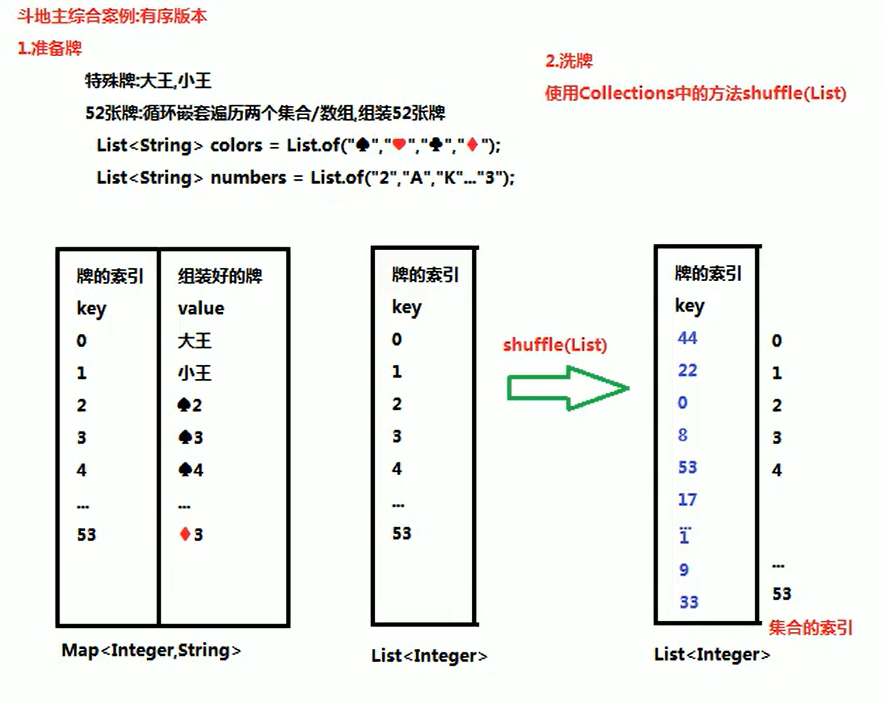 斗地主综合案例:有序版本
1.准备牌
特殊牌:大王,小王
52张牌:循环嵌套遍历两个集合/数组,组装52张牌
List<String> colors = List.of("♠","♥","♣","♦");
List<String> numbers = List.of("2","A","K"..."3");
2.洗牌
使用Collections中的方法shuffle(List)
牌的索引 组装好的牌
key value
0 大王
1 小王
2 ♠2
3 ♠3
4 ♠4
... ...
53 ♦3
Map<Integer,String>
牌的索引
key
0
1
2
3
4
...
53
List<Integer>
shuffle(List)
牌的索引
key
44 0
22 1
0 2
8 3
53 4
17
...
1 ...
9
33 53
集合的索引
List<Integer>